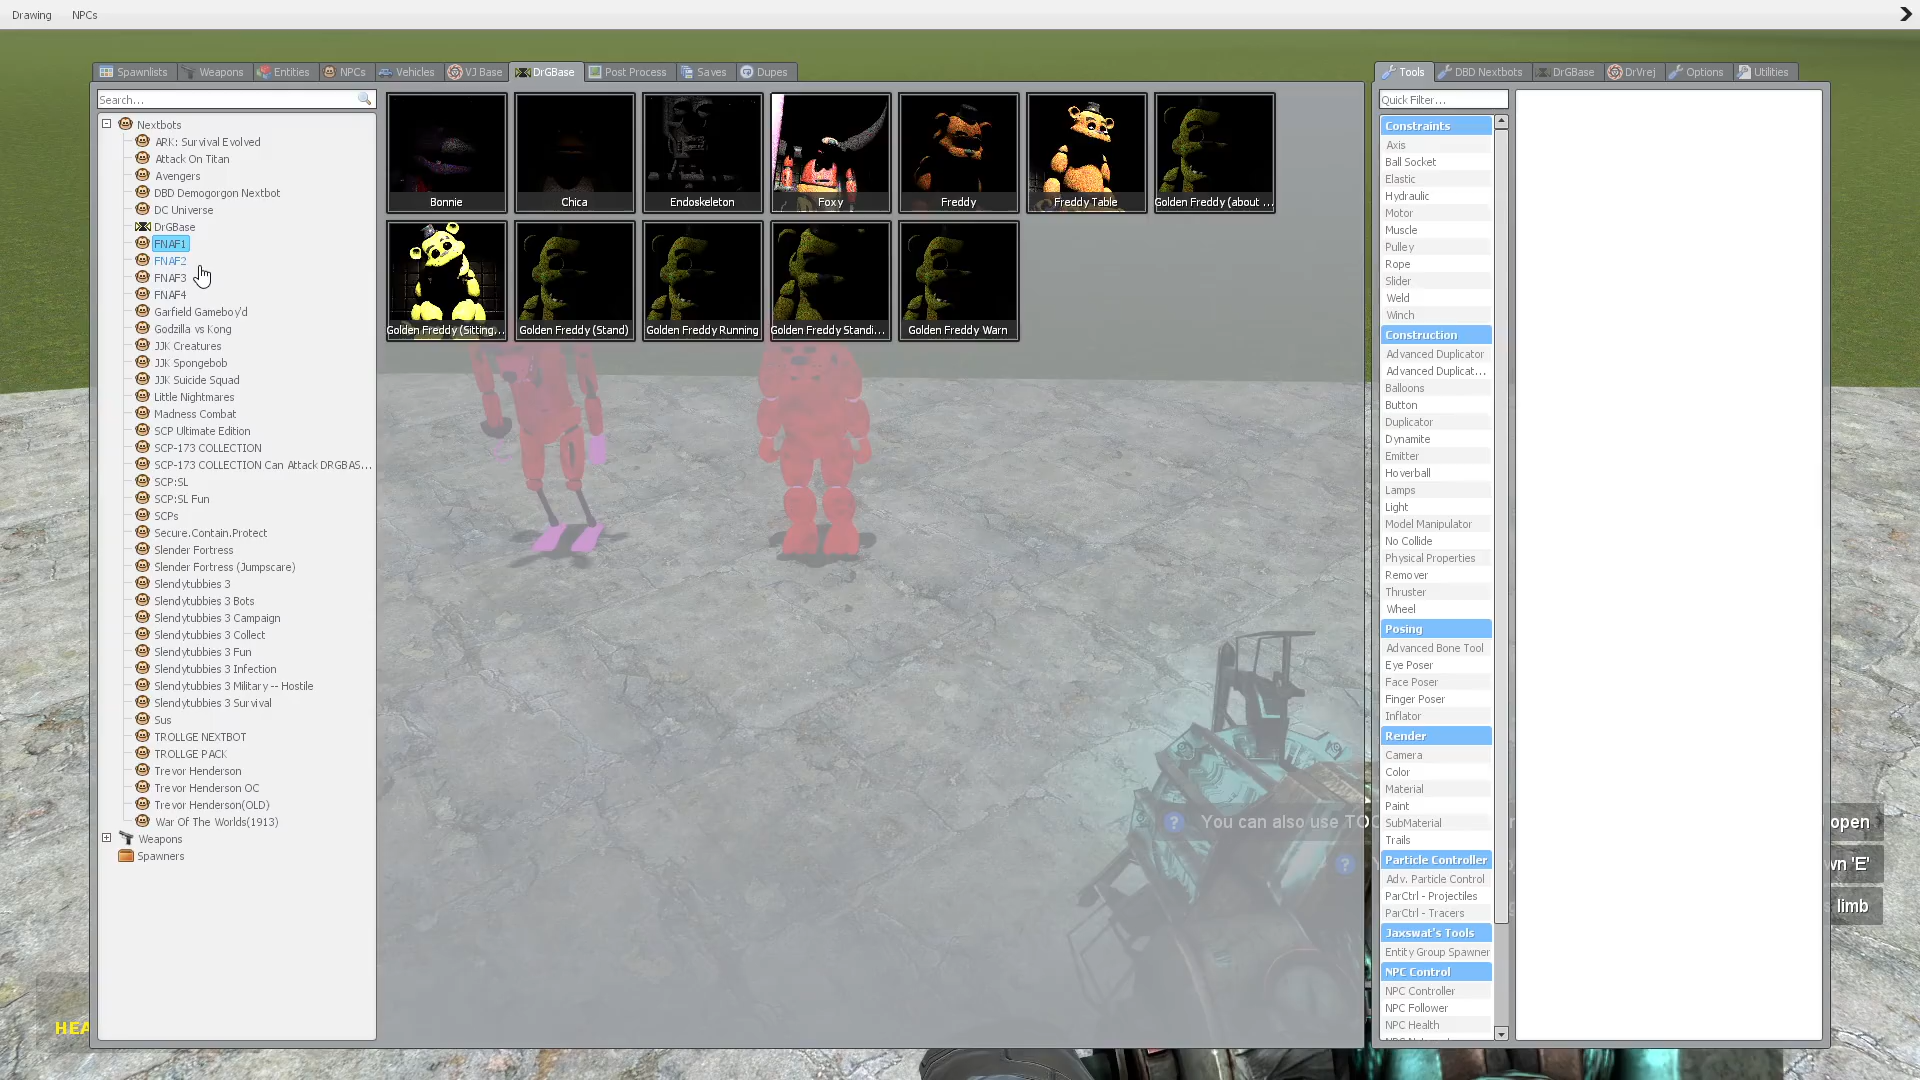 Drawing NPCs
Spawnlists Weapons Entities NPCs Vehicles VJ Base DrGBase Post Process Saves Dupes
Tools DBD Nextbots DrGBase DrVrej Options Utilities
Search...
Nextbots
ARK: Survival Evolved
Attack On Titan
Avengers
DBD Demogorgon Nextbot
DC Universe
DrGBase
FNAF1
FNAF2
FNAF3
FNAF4
Garfield Gameboy'd
Godzilla vs Kong
JJK Creatures
JJK Spongebob
JJK Suicide Squad
Little Nightmares
Madness Combat
SCP Ultimate Edition
SCP-173 COLLECTION
SCP-173 COLLECTION Can Attack DRGBAS...
SCP:SL
SCP:SL Fun
SCPs
Secure.Contain.Protect
Slender Fortress
Slender Fortress (Jumpscare)
Slendytubbies 3
Slendytubbies 3 Bots
Slendytubbies 3 Campaign
Slendytubbies 3 Collect
Slendytubbies 3 Fun
Slendytubbies 3 Infection
Slendytubbies 3 Military -- Hostile
Slendytubbies 3 Survival
Sus
TROLLGE NEXTBOT
TROLLGE PACK
Trevor Henderson
Trevor Henderson OC
Trevor Henderson(OLD)
War Of The Worlds(1913)
Weapons
Spawners
Bonnie Chica Endoskeleton Foxy Freddy Freddy Table Golden Freddy (about ...
Golden Freddy (Sitting... Golden Freddy (Stand) Golden Freddy Running Golden Freddy Standi... Golden Freddy Warn
Quick Filter...
Constraints
Axis
Ball Socket
Elastic
Hydraulic
Motor
Muscle
Pulley
Rope
Slider
Weld
Winch
Construction
Advanced Duplicator
Advanced Duplicat...
Balloons
Button
Duplicator
Dynamite
Emitter
Hoverball
Lamps
Light
Model Manipulator
No Collide
Physical Properties
Remover
Thruster
Wheel
Posing
Advanced Bone Tool
Eye Poser
Face Poser
Finger Poser
Inflator
Render
Camera
Color
Material
Paint
SubMaterial
Trails
Particle Controller
Adv. Particle Control
ParCtrl - Projectiles
ParCtrl - Tracers
Jaxswat's Tools
Entity Group Spawner
NPC Control
NPC Controller
NPC Follower
NPC Health
You can also use TO
open
wn 'E'
limb
HEA